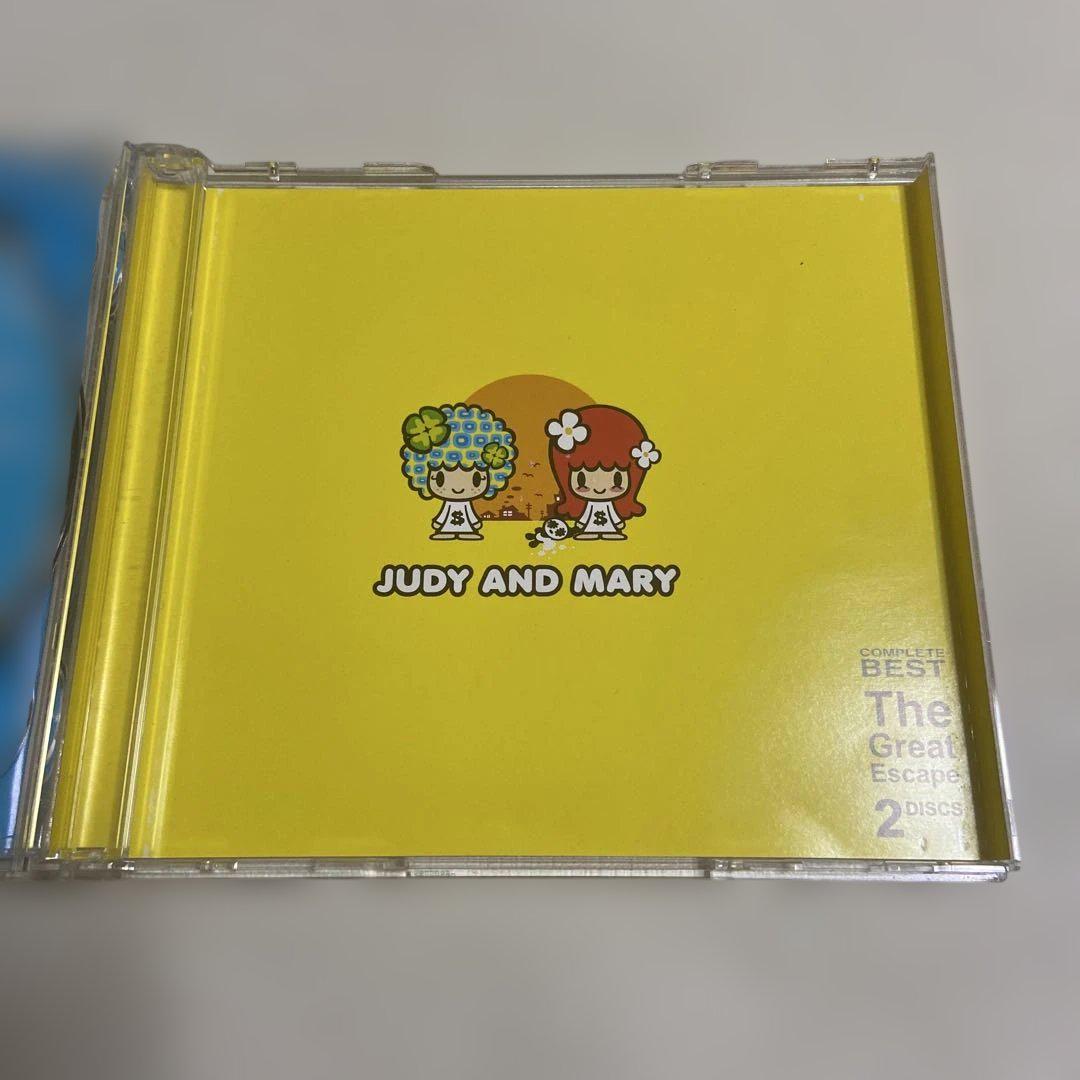 $ $
JUDY AND MARY
COMPLETE
BEST
The
Great
Escape
2 DISCS